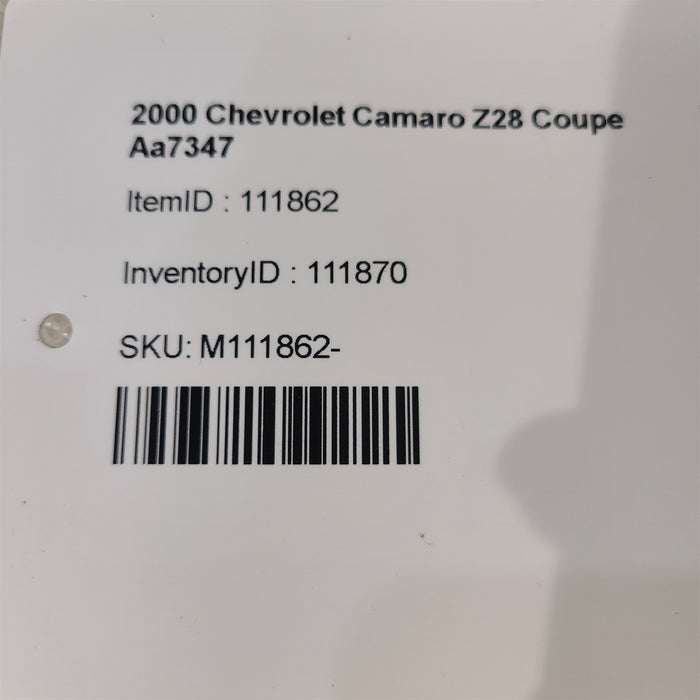 2000 Chevrolet Camaro Z28 Coupe
Aa7347
ItemID : 111862
InventoryID : 111870
SKU: M111862-